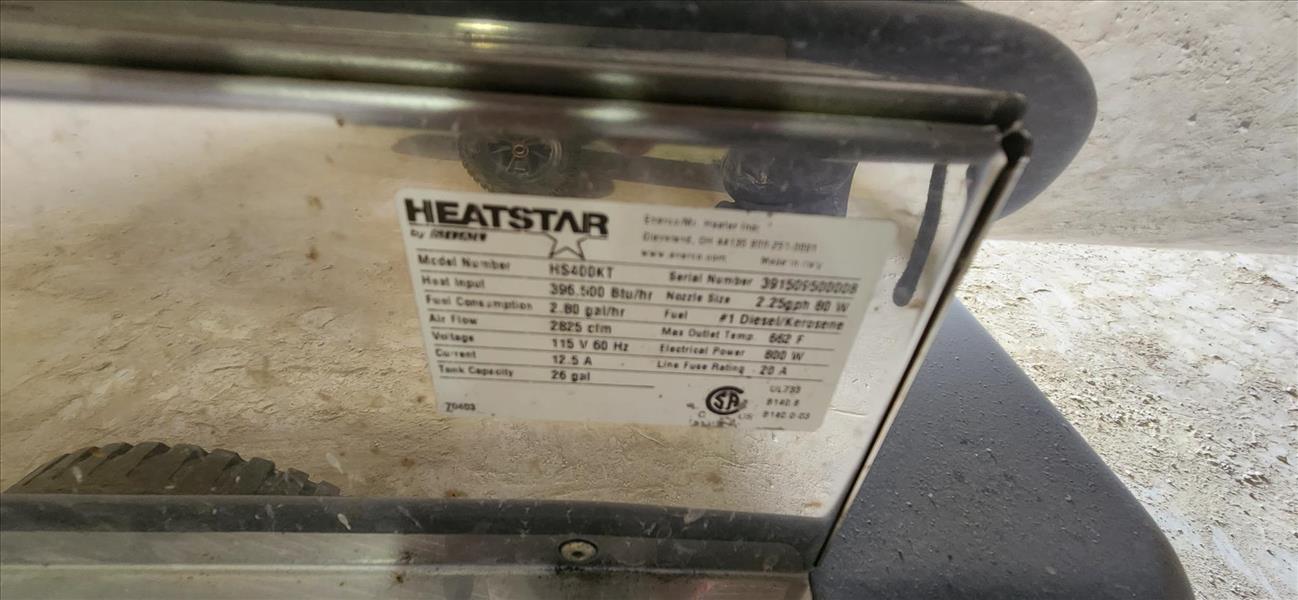 HEATSTAR
by ENERCO
Enerco/Mr. Heater Inc.
Cleveland, OH 44135 800-251-0001
www.enerco.com Made in Italy
Model Number HS400KT
Heat Input 396,500 Btu/hr
Fuel Consumption 2.80 gal/hr
Air Flow 2825 cfm
Voltage 115 V 60 Hz
Current 12.5 A
Tank Capacity 26 gal
70403
Serial Number 391509500008
Nozzle Size 2.25gph 80 W
Fuel #1 Diesel/Kerosene
Max Outlet Temp 662 F
Electrical Power 800 W
Line Fuse Rating 20 A
SA
C US
UL733
B140.8
B140.0-03